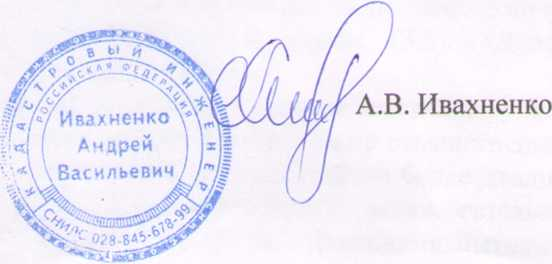 КАДАСТРОВЫЙ ИНЖЕНЕР
РОССИЙСКАЯ ФЕДЕРАЦИЯ
Ивахненко
Андрей
Васильевич
СНИЛС 028-845-678-99
А.В. Ивахненко